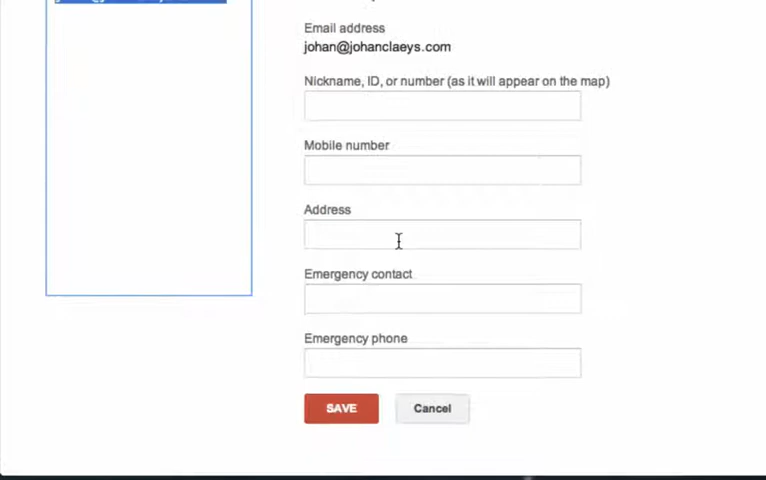 Email address
johan@johanclaeys.com
Nickname, ID, or number (as it will appear on the map)
Mobile number
Address
Emergency contact
Emergency phone
SAVE
Cancel